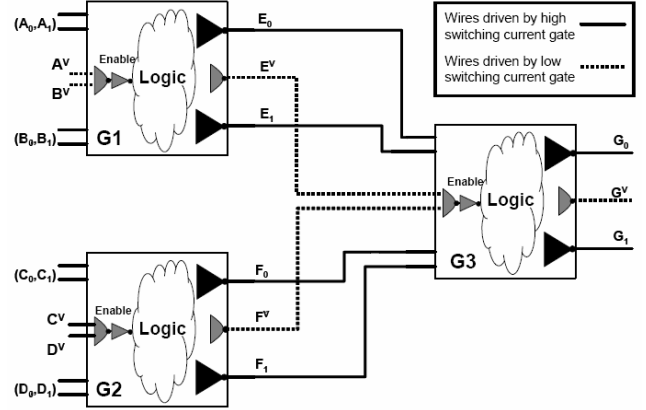 (A₀,A₁)
E₀
Wires driven by high
switching current gate
Wires driven by low
switching current gate
Enable
Aᵛ
Bᵛ
Logic
Eᵛ
E₁
(B₀,B₁)
G1
G₀
Enable
Logic
Gᵛ
G₁
G3
(C₀,C₁)
F₀
Enable
Cᵛ
Dᵛ
Logic
Fᵛ
F₁
(D₀,D₁)
G2